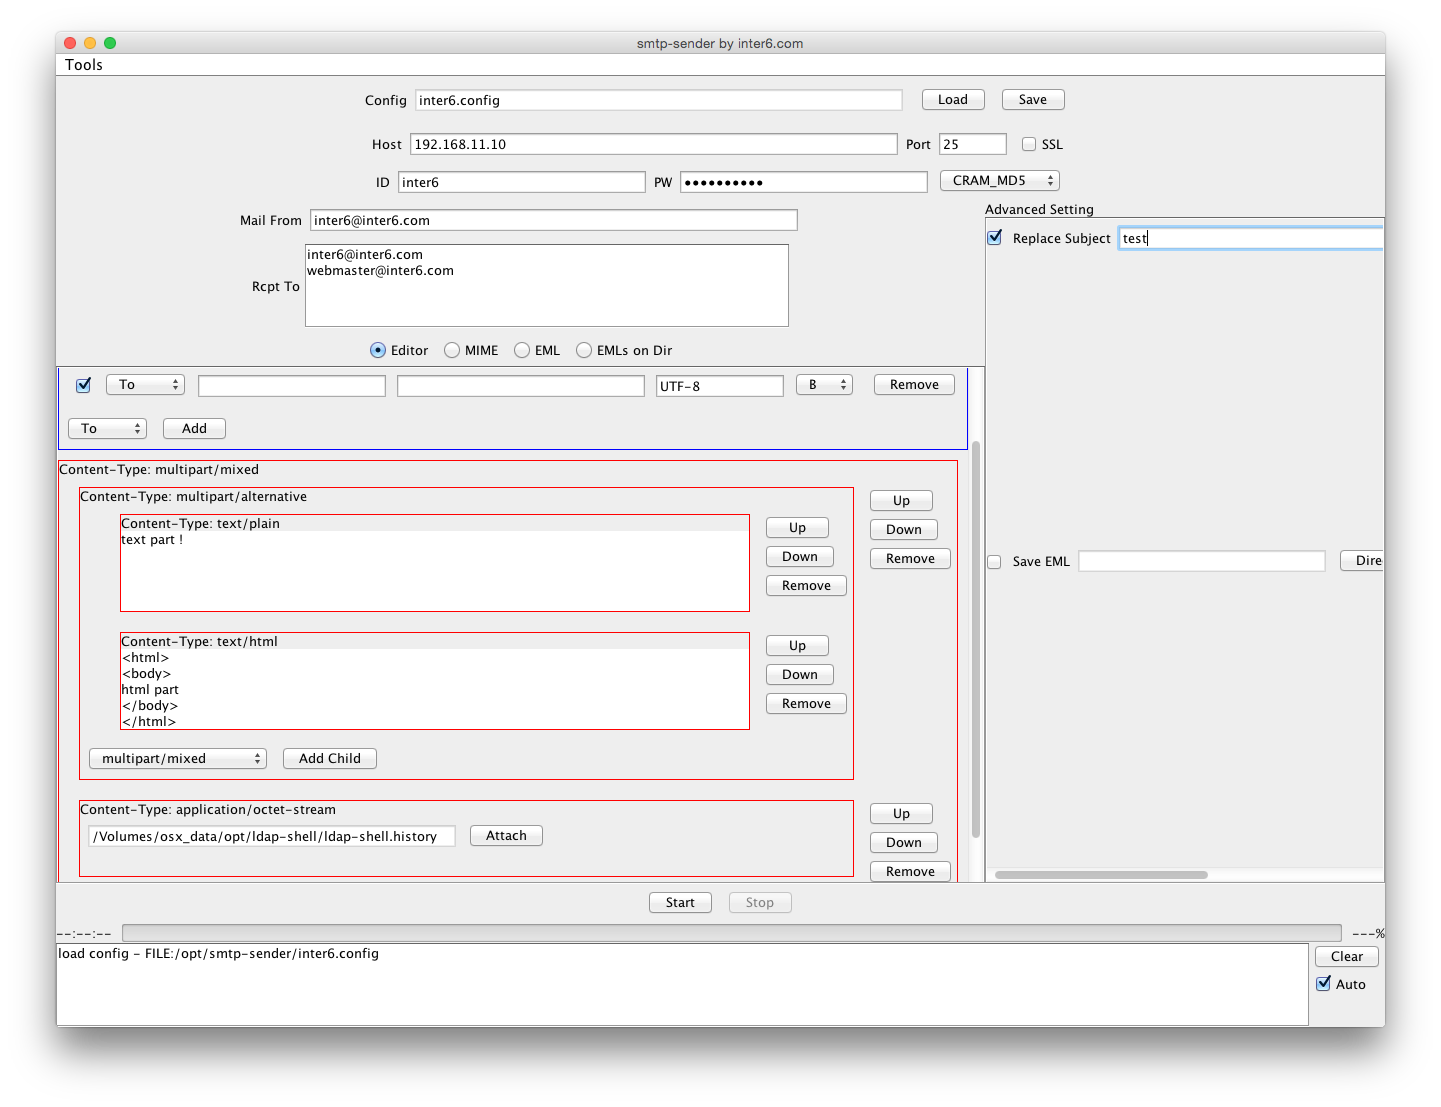 smtp-sender by inter6.com
Tools
Config inter6.config Load Save
Host 192.168.11.10 Port 25 SSL
ID inter6 PW •••••••••• CRAM_MD5
Mail From inter6@inter6.com
Rcpt To
inter6@inter6.com
webmaster@inter6.com
Editor MIME EML EMLs on Dir
To UTF-8 B Remove
To Add
Content-Type: multipart/mixed
Content-Type: multipart/alternative
Up
Down
Remove
Content-Type: text/plain
text part !
Up
Down
Remove
Content-Type: text/html
<html>
<body>
html part
</body>
</html>
Up
Down
Remove
multipart/mixed Add Child
Content-Type: application/octet-stream
/Volumes/osx_data/opt/ldap-shell/ldap-shell.history Attach
Up
Down
Remove
Advanced Setting
Replace Subject test
Save EML Dire
Start Stop
--:--:-- ---%
load config - FILE:/opt/smtp-sender/inter6.config
Clear
Auto